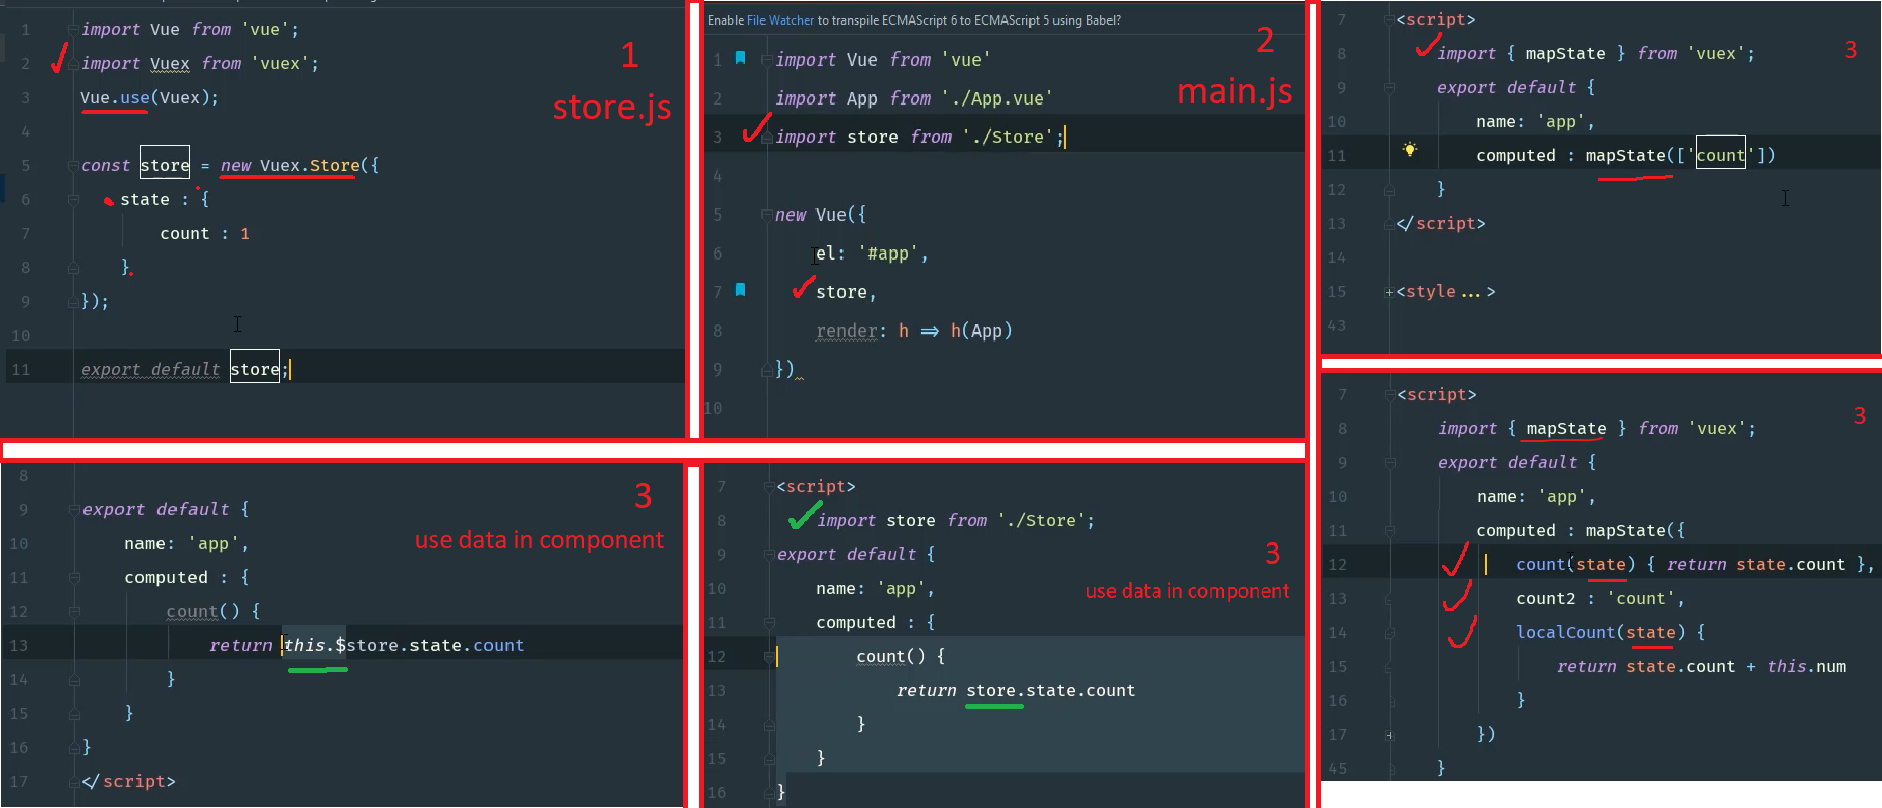 1 import Vue from 'vue';
2 import Vuex from 'vuex';
3 Vue.use(Vuex);
4
5 const store = new Vuex.Store({
6 state : {
7 count : 1
8 }
9 });
10
11 export default store;
1
store.js
Enable File Watcher to transpile ECMAScript 6 to ECMAScript 5 using Babel?
1 import Vue from 'vue'
2 import App from './App.vue'
3 import store from './Store';
4
5 new Vue({
6 el: '#app',
7 store,
8 render: h => h(App)
9 })
10
2
main.js
7 <script>
8 import { mapState } from 'vuex';
9 export default {
10 name: 'app',
11 computed : mapState(['count'])
12 }
13 </script>
14
15 <style...>
43
3
8
9 export default {
10 name: 'app',
11 computed : {
12 count() {
13 return this.$store.state.count
14 }
15 }
16 }
17 </script>
3
use data in component
7 <script>
8 import store from './Store';
9 export default {
10 name: 'app',
11 computed : {
12 count() {
13 return store.state.count
14 }
15 }
16 }
3
use data in component
7 <script>
8 import { mapState } from 'vuex';
9 export default {
10 name: 'app',
11 computed : mapState({
12 count(state) { return state.count },
13 count2 : 'count',
14 localCount(state) {
15 return state.count + this.num
16 }
17 })
45 }
3